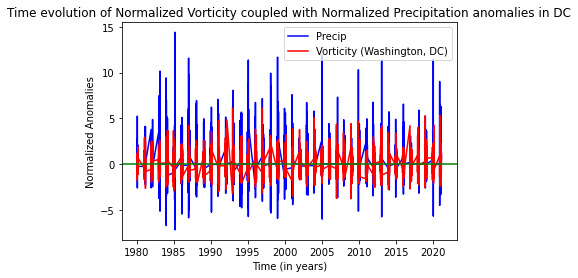 Time evolution of Normalized Vorticity coupled with Normalized Precipitation anomalies in DC
15
10
5
0
−5
Normalized Anomalies
Precip
Vorticity (Washington, DC)
1980 1985 1990 1995 2000 2005 2010 2015 2020
Time (in years)